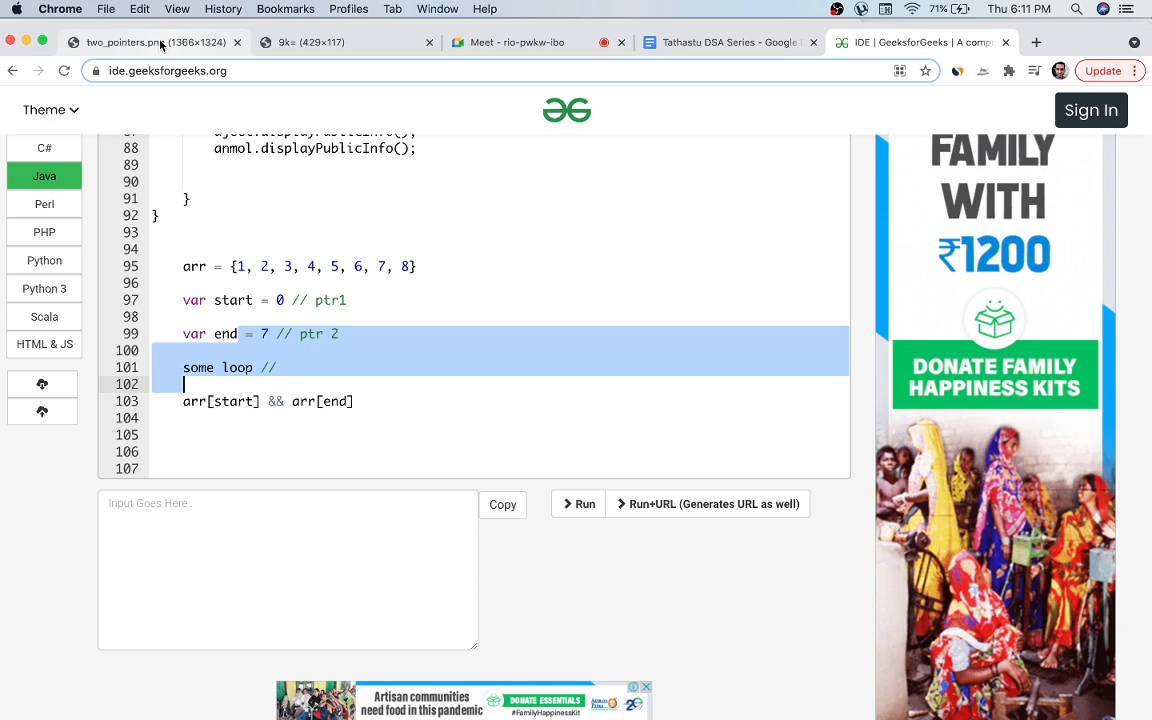 Chrome File Edit View History Bookmarks Profiles Tab Window Help 71% Thu 6:11 PM
two_pointers.png (1366×1324) 9k= (429×117) Meet - rio-pwkw-ibo Tathastu DSA Series - Google IDE | GeeksforGeeks | A comp
ide.geeksforgeeks.org Update
Theme Sign In
C#
Java
Perl
PHP
Python
Python 3
Scala
HTML & JS
88 anmol.displayPublicInfo();
89
90
91 }
92 }
93
94
95 arr = {1, 2, 3, 4, 5, 6, 7, 8}
96
97 var start = 0 // ptr1
98
99 var end = 7 // ptr 2
100
101 some loop //
102
103 arr[start] && arr[end]
104
105
106
107
Input Goes Here..
Copy
Run
Run+URL (Generates URL as well)
FAMILY
WITH
₹1200
DONATE FAMILY
HAPPINESS KITS
Artisan communities
need food in this pandemic
DONATE ESSENTIALS
#FamilyHappinessKit